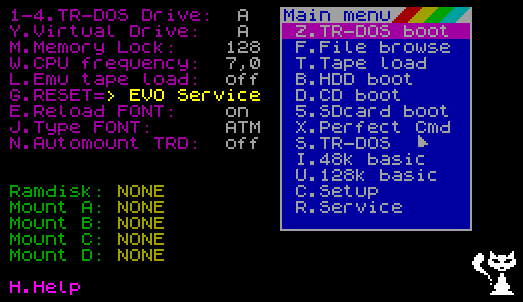 1-4.TR-DOS Drive: A
Y.Virtual Drive: A
M.Memory Lock: 128
W.CPU frequency: 7,0
L.Emu tape load: off
G.RESET=> EVO Service
E.Reload FONT: on
J.Type FONT: ATM
N.Automount TRD: off
Ramdisk: NONE
Mount A: NONE
Mount B: NONE
Mount C: NONE
Mount D: NONE
H.Help
Main menu
Z.TR-DOS boot
F.File browse
T.Tape load
B.HDD boot
D.CD boot
5.SDcard boot
X.Perfect Cmd
S.TR-DOS
I.48k basic
U.128k basic
C.Setup
R.Service